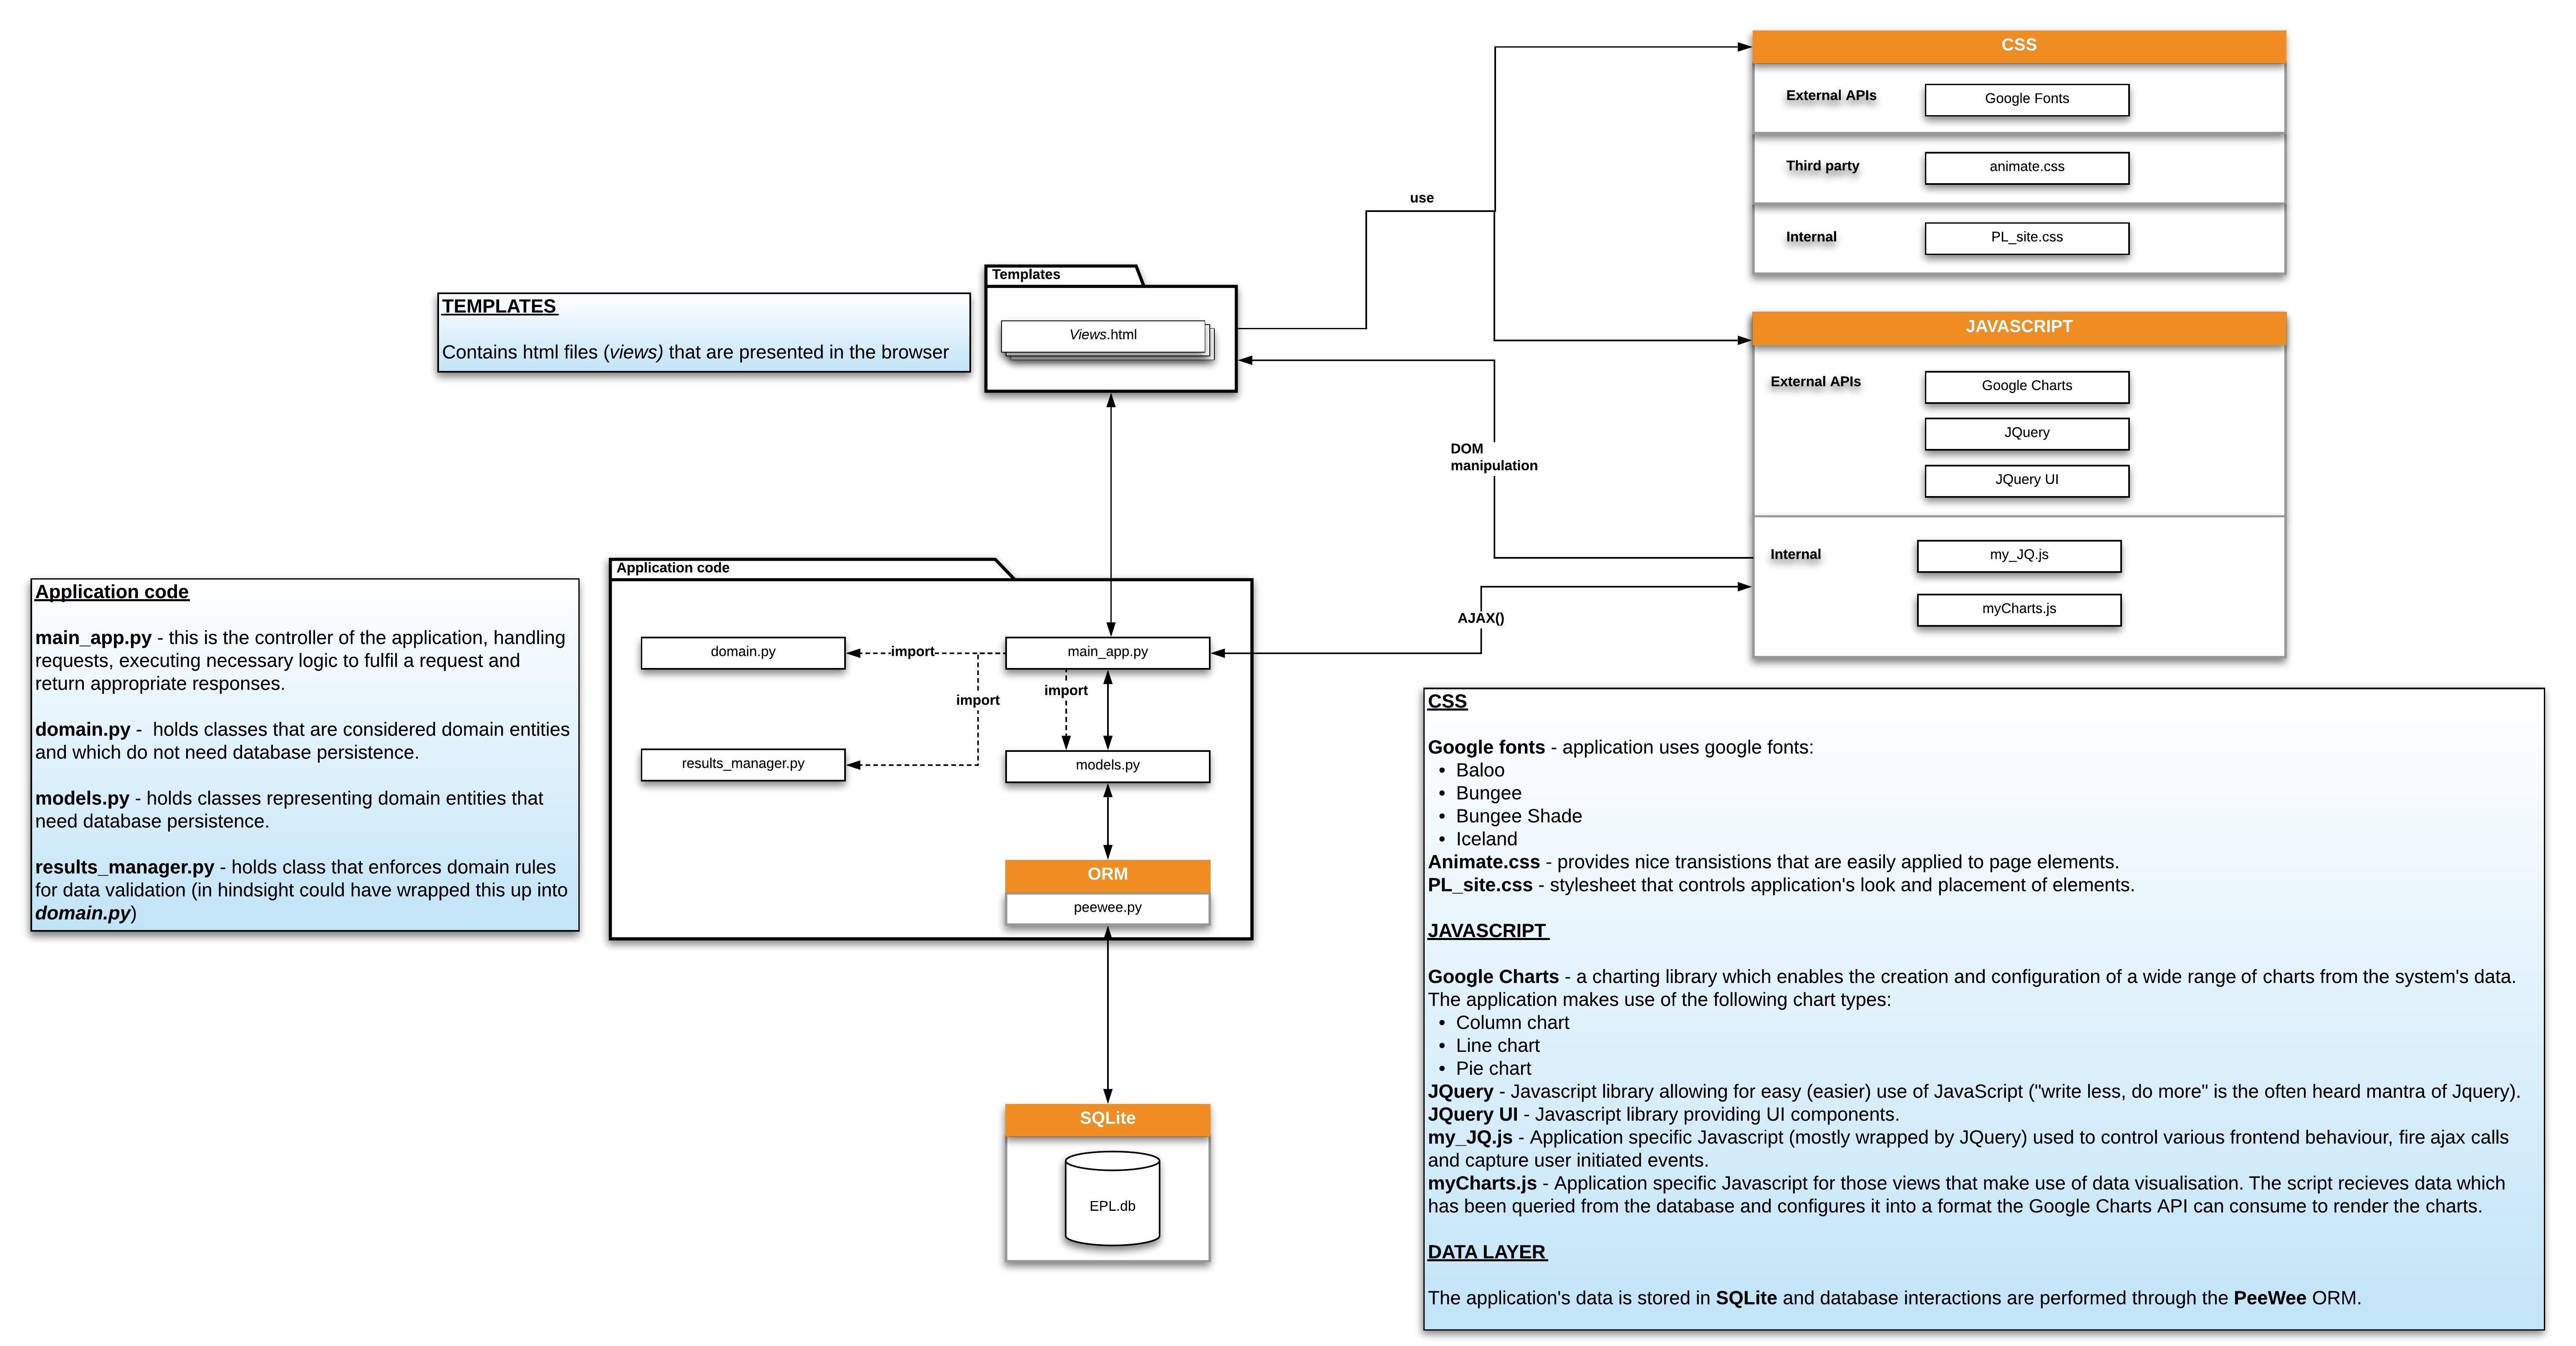 CSS
External APIs
Google Fonts
Third party
animate.css
Internal
PL_site.css
use
Templates
Views.html
TEMPLATES
Contains html files (views) that are presented in the browser
JAVASCRIPT
External APIs
Google Charts
JQuery
JQuery UI
DOM
manipulation
Internal
my_JQ.js
myCharts.js
AJAX()
Application code
domain.py
import
main_app.py
import
import
results_manager.py
models.py
ORM
peewee.py
SQLite
EPL.db
Application code
main_app.py - this is the controller of the application, handling
requests, executing necessary logic to fulfil a request and
return appropriate responses.
domain.py -  holds classes that are considered domain entities
and which do not need database persistence.
models.py - holds classes representing domain entities that
need database persistence.
results_manager.py - holds class that enforces domain rules
for data validation (in hindsight could have wrapped this up into
domain.py)
CSS
Google fonts - application uses google fonts:
• Baloo
• Bungee
• Bungee Shade
• Iceland
Animate.css - provides nice transistions that are easily applied to page elements.
PL_site.css - stylesheet that controls application's look and placement of elements.
JAVASCRIPT
Google Charts - a charting library which enables the creation and configuration of a wide range of charts from the system's data.
The application makes use of the following chart types:
• Column chart
• Line chart
• Pie chart
JQuery - Javascript library allowing for easy (easier) use of JavaScript ("write less, do more" is the often heard mantra of Jquery).
JQuery UI - Javascript library providing UI components.
my_JQ.js - Application specific Javascript (mostly wrapped by JQuery) used to control various frontend behaviour, fire ajax calls
and capture user initiated events.
myCharts.js - Application specific Javascript for those views that make use of data visualisation. The script recieves data which
has been queried from the database and configures it into a format the Google Charts API can consume to render the charts.
DATA LAYER
The application's data is stored in SQLite and database interactions are performed through the PeeWee ORM.